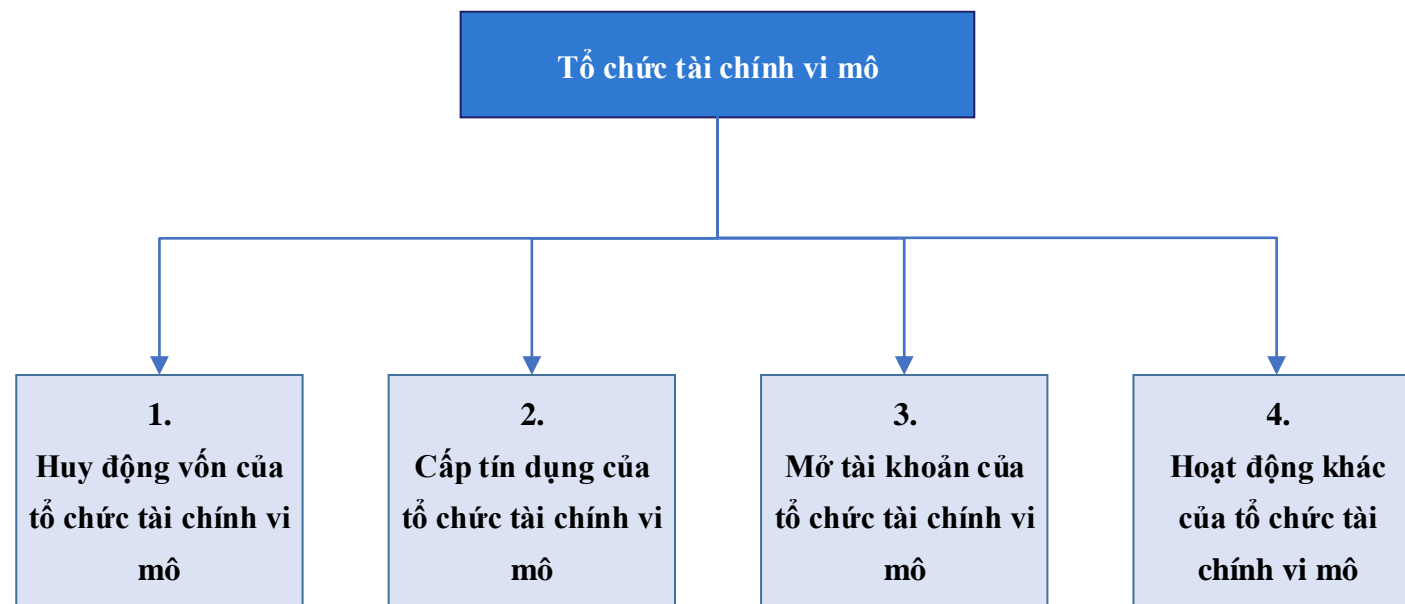 Tổ chức tài chính vi mô
1.
Huy động vốn của
tổ chức tài chính vi
mô
2.
Cấp tín dụng của
tổ chức tài chính vi
mô
3.
Mở tài khoản của
tổ chức tài chính vi
mô
4.
Hoạt động khác
của tổ chức tài
chính vi mô